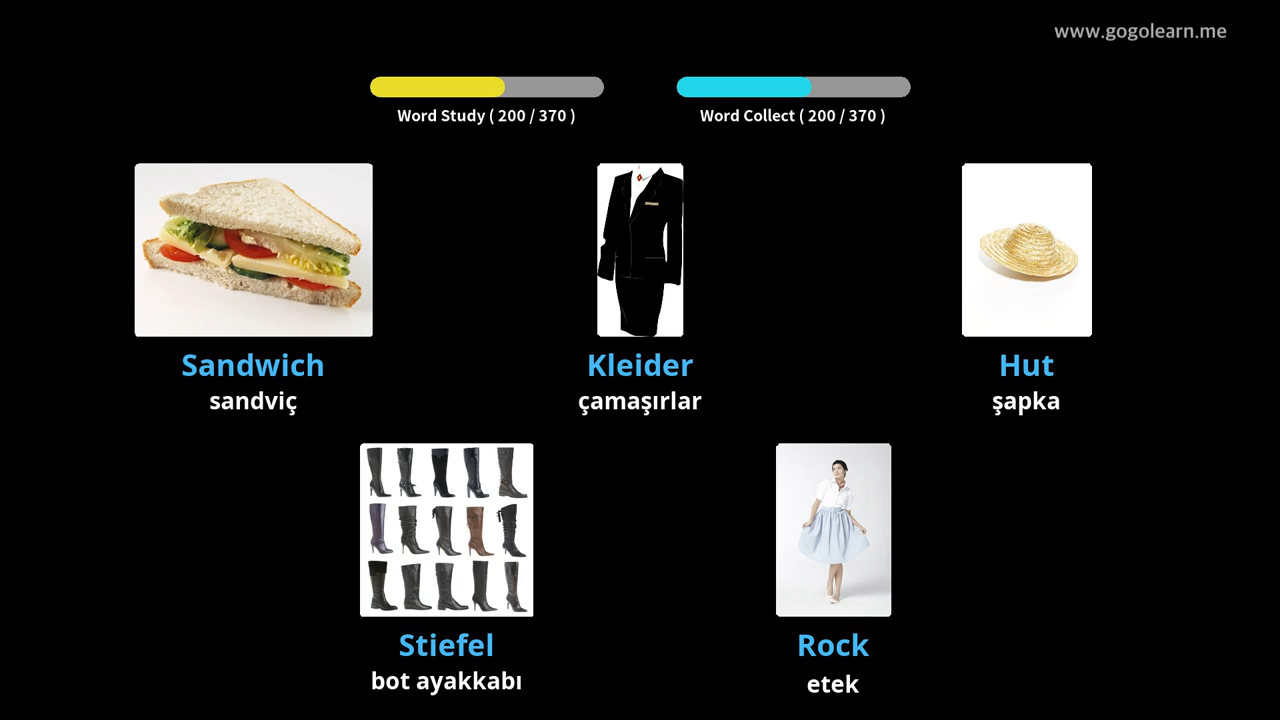 www.gogolearn.me
Word Study ( 200 / 370 )
Word Collect ( 200 / 370 )
Sandwich
sandviç
Kleider
çamaşırlar
Hut
şapka
Stiefel
bot ayakkabı
Rock
etek